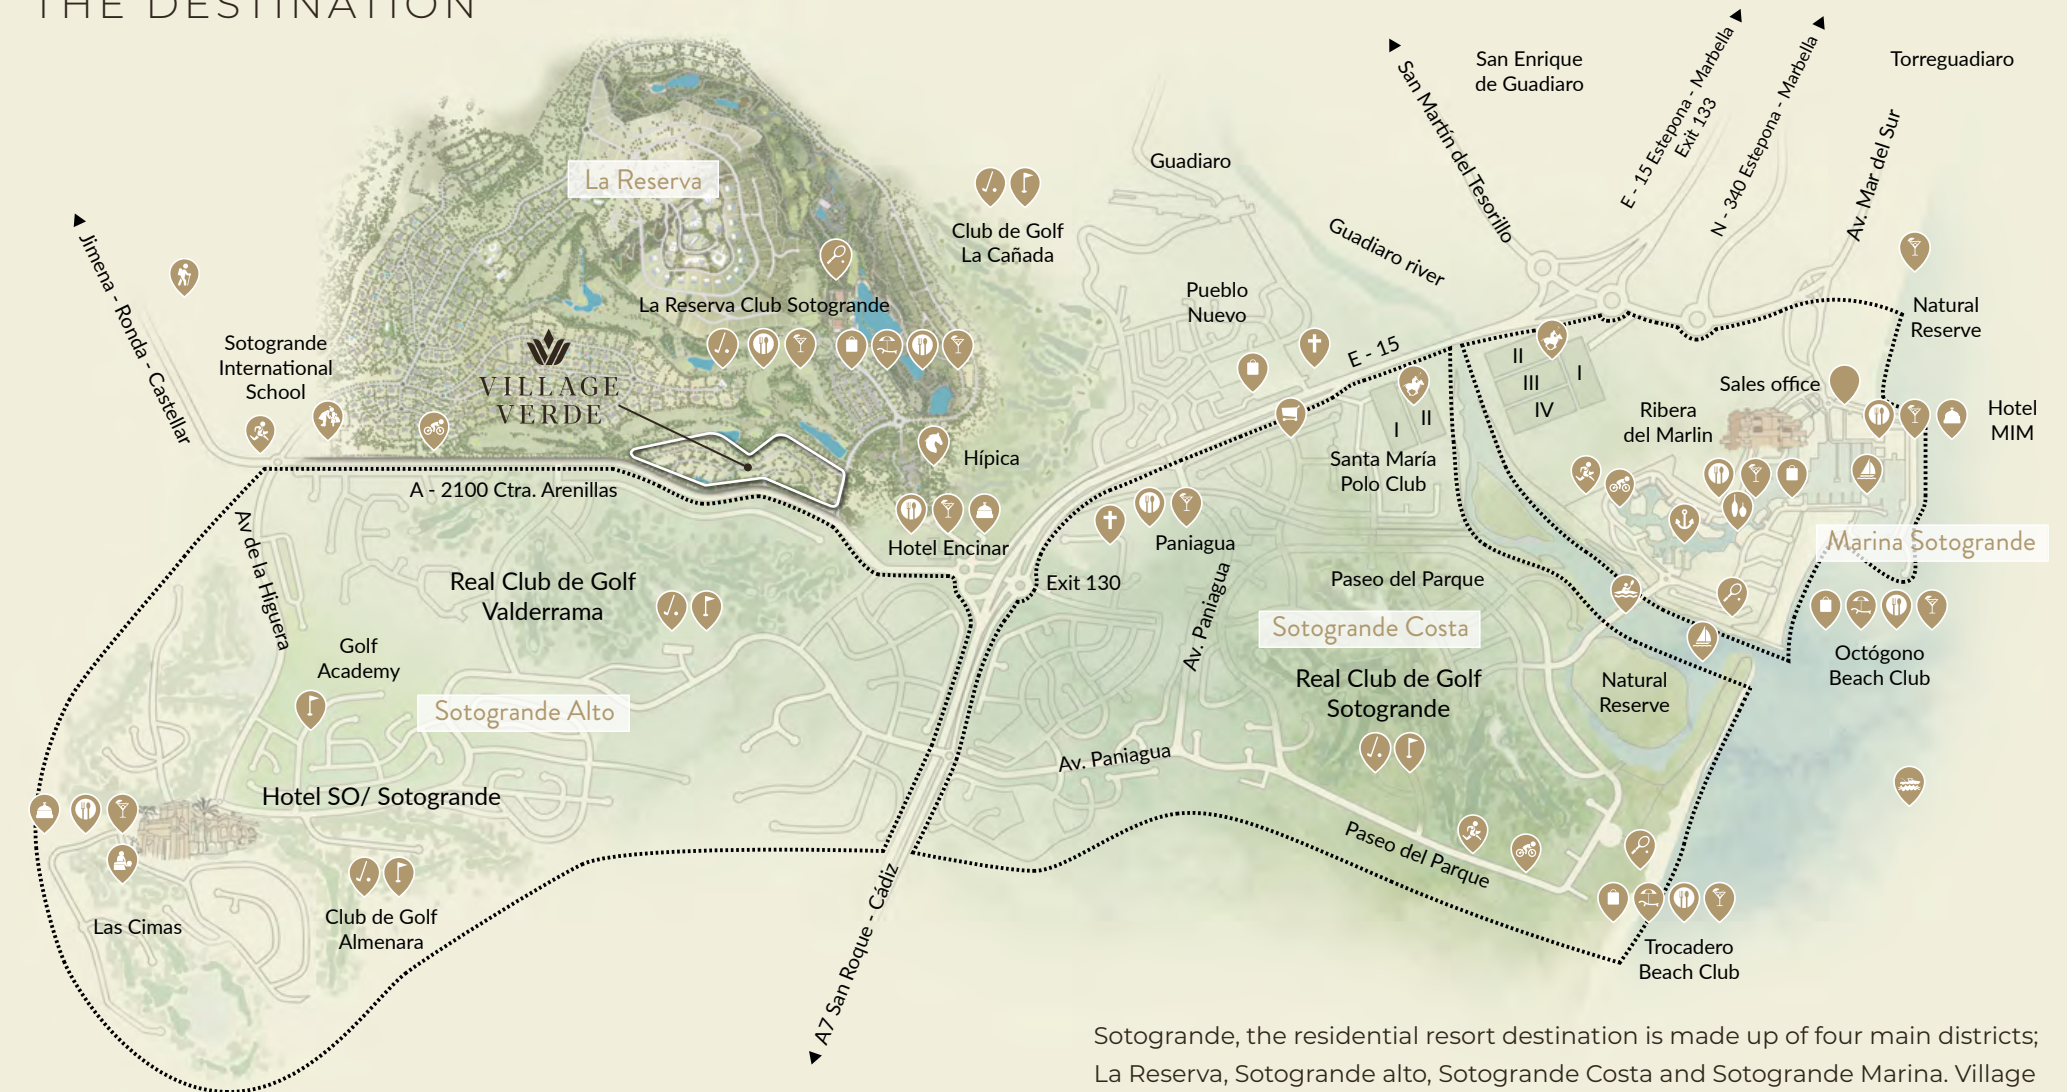 THE DESTINATION
San Enrique
de Guadiaro
Torreguadiaro
San Martín del Tesorillo
E - 15 Estepona - Marbella
Exit 133
N - 340 Estepona - Marbella
Av. Mar del Sur
Guadiaro
La Reserva
Club de Golf
La Cañada
Guadiaro river
Jimena - Ronda - Castellar
La Reserva Club Sotogrande
Pueblo
Nuevo
Natural
Reserve
Sotogrande
International
School
VILLAGE
VERDE
E - 15
II
I
III
IV
Sales office
Ribera
del Marlin
Hotel
MIM
II
I
Hípica
Santa María
Polo Club
A - 2100 Ctra. Arenillas
Av de la Higuera
Hotel Encinar
Paniagua
Marina Sotogrande
Exit 130
Paseo del Parque
Real Club de Golf
Valderrama
Av. Paniagua
Sotogrande Costa
Golf
Academy
Octógono
Beach Club
Real Club de Golf
Sotogrande
Natural
Reserve
Sotogrande Alto
Av. Paniagua
Hotel SO/ Sotogrande
Paseo del Parque
Las Cimas
Club de Golf
Almenara
A7 San Roque - Cádiz
Trocadero
Beach Club
Sotogrande, the residential resort destination is made up of four main districts;
La Reserva, Sotogrande alto, Sotogrande Costa and Sotogrande Marina. Village